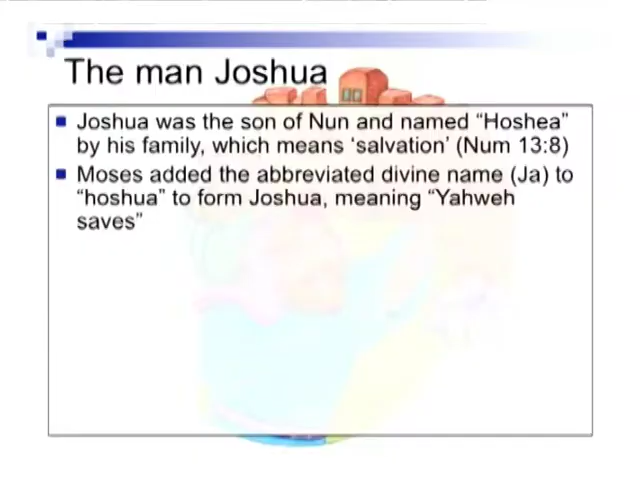 The man Joshua
Joshua was the son of Nun and named “Hoshea”
by his family, which means ‘salvation’ (Num 13:8)
Moses added the abbreviated divine name (Ja) to
“hoshua” to form Joshua, meaning “Yahweh
saves”